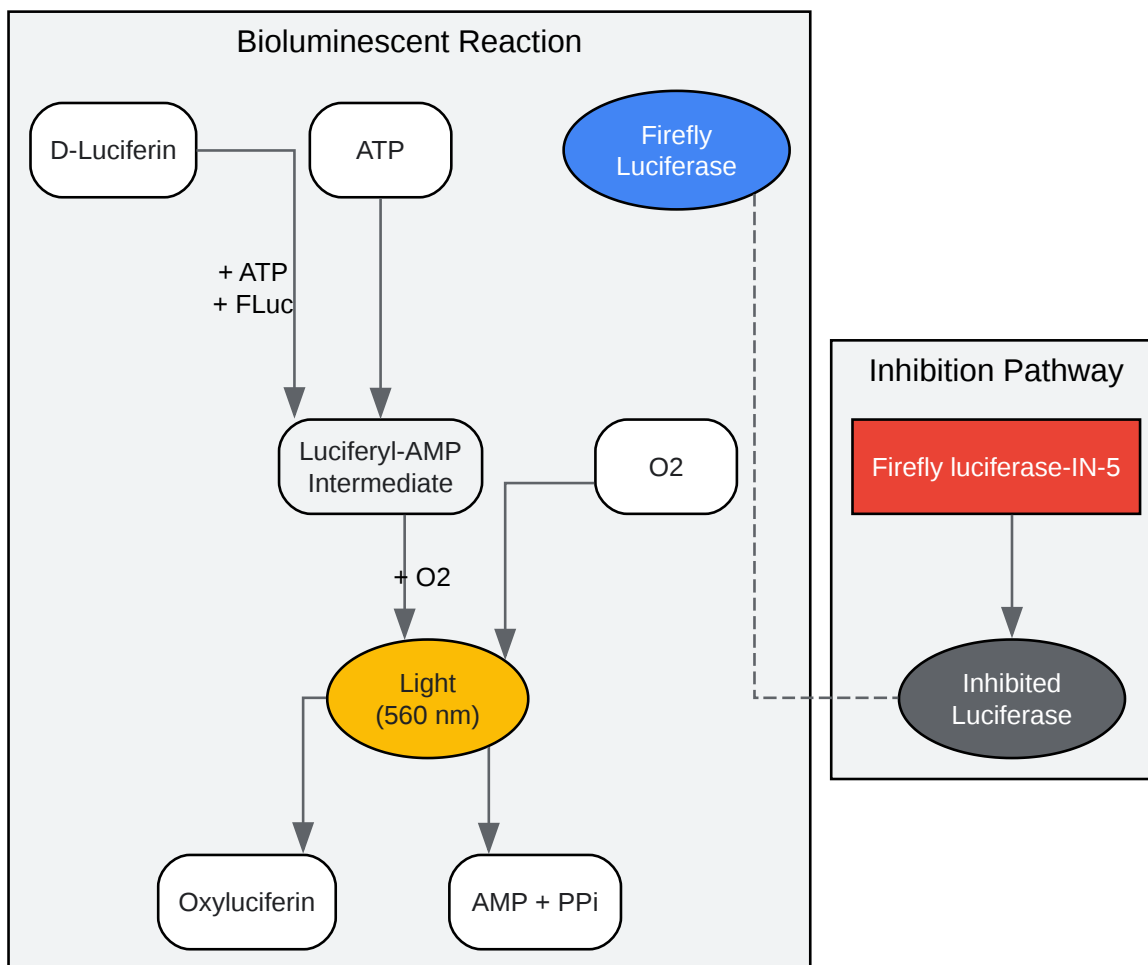 Bioluminescent Reaction
D-Luciferin
ATP
Firefly
Luciferase
+ ATP
+ FLuc
Luciferyl-AMP
Intermediate
O2
+ O2
Light
(560 nm)
Oxyluciferin
AMP + PPi
Inhibition Pathway
Firefly luciferase-IN-5
Inhibited
Luciferase